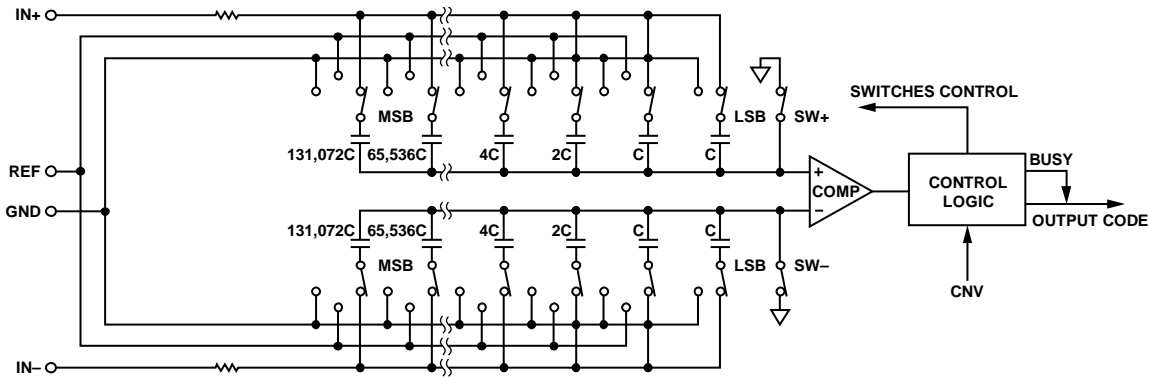 IN+
SWITCHES CONTROL
MSB
LSB
SW+
131,072C
65,536C
4C
2C
C
C
BUSY
REF
+
COMP
–
CONTROL
LOGIC
GND
OUTPUT CODE
131,072C
65,536C
4C
2C
C
C
MSB
LSB
SW–
CNV
IN–